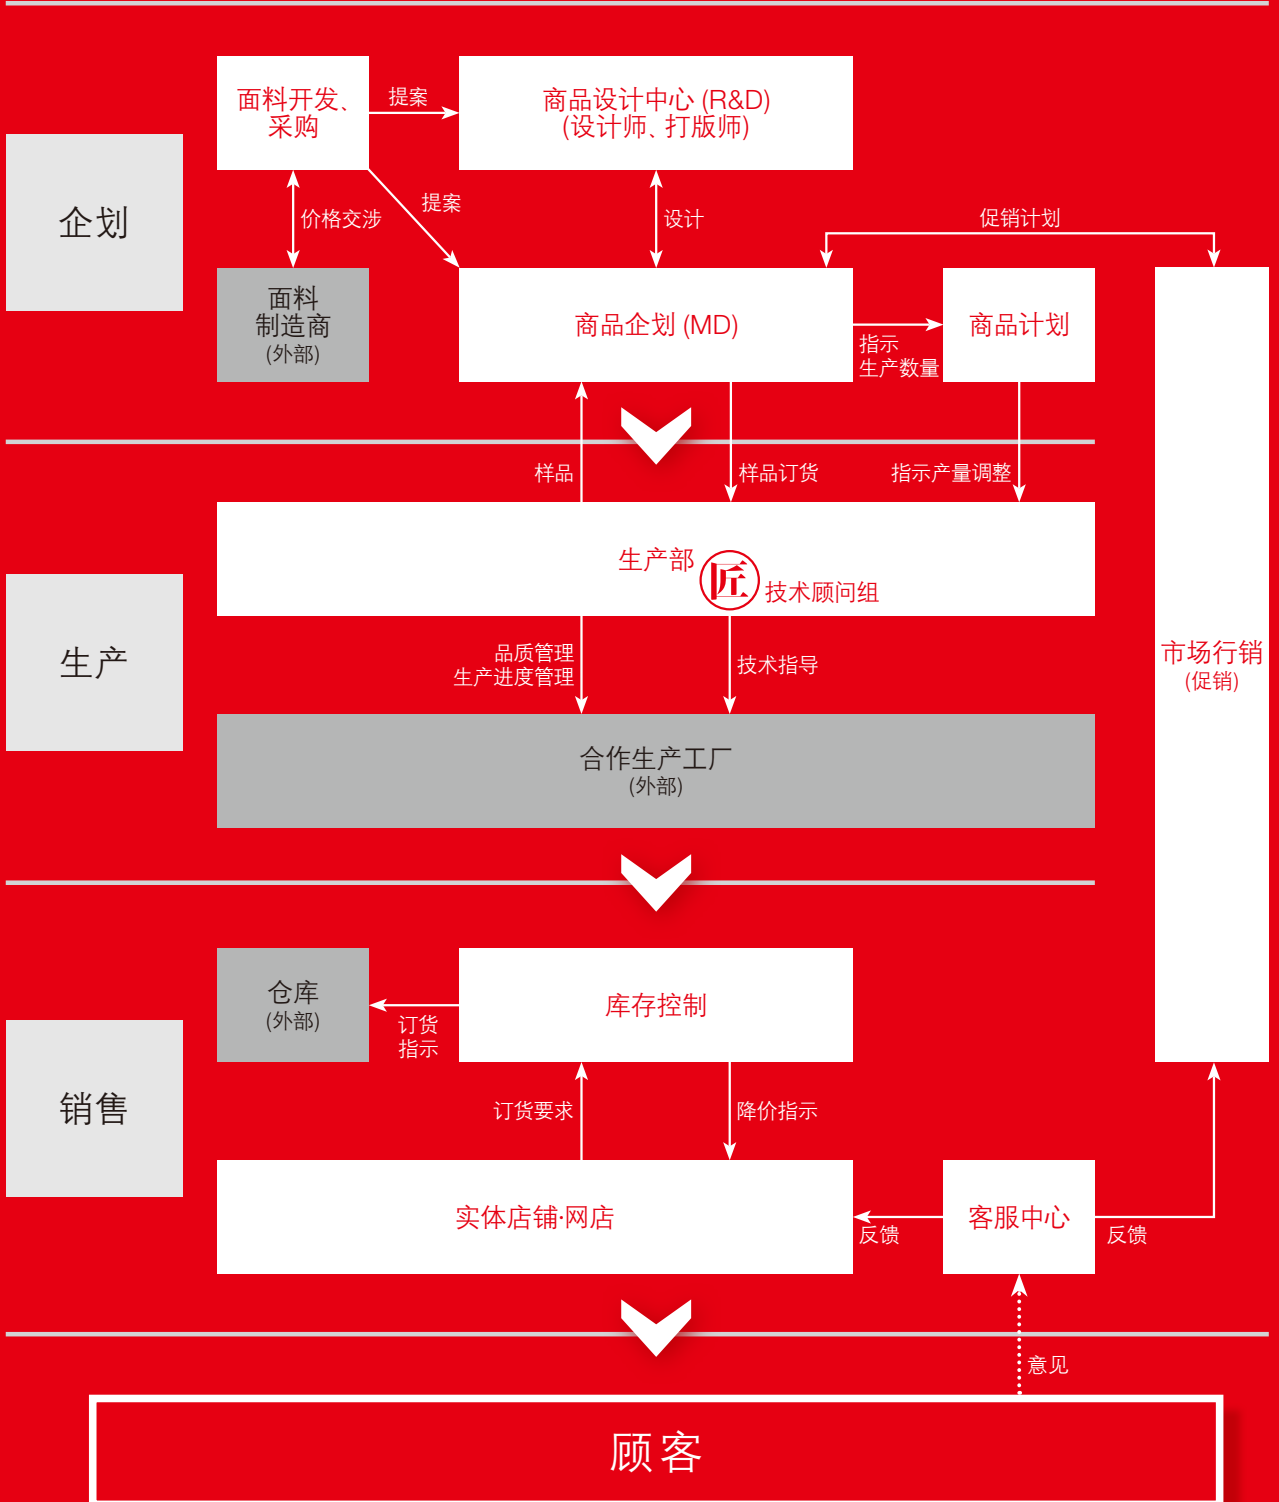 面料开发、
采购
提案
商品设计中心 (R&D)
(设计师、打版师)
企划
价格交涉
提案
设计
促销计划
面料
制造商
(外部)
商品企划 (MD)
指示
生产数量
商品计划
样品
样品订货
指示产量调整
生产部
匠
技术顾问组
生产
品质管理
生产进度管理
技术指导
市场行销
(促销)
合作生产工厂
(外部)
仓库
(外部)
订货
指示
库存控制
销售
订货要求
降价指示
实体店铺·网店
反馈
客服中心
反馈
意见
顾客